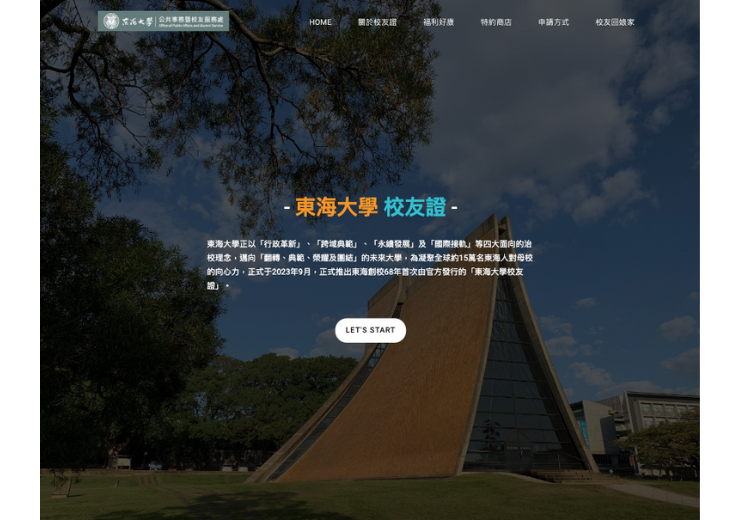 東海大學 公共事務暨校友服務處
Office of Public Affairs and Alumni Service
HOME 關於校友證 福利好康 特約商店 申請方式 校友回娘家
- 東海大學 校友證 -
東海大學正以「行政革新」、「跨域典範」、「永續發展」及「國際接軌」等四大面向的治
校理念，邁向「翻轉、典範、榮耀及團結」的未來大學，為凝聚全球約15萬名東海人對母校
的向心力，正式于2023年9月，正式推出東海創校68年首次由官方發行的「東海大學校友
證」。
LET'S START